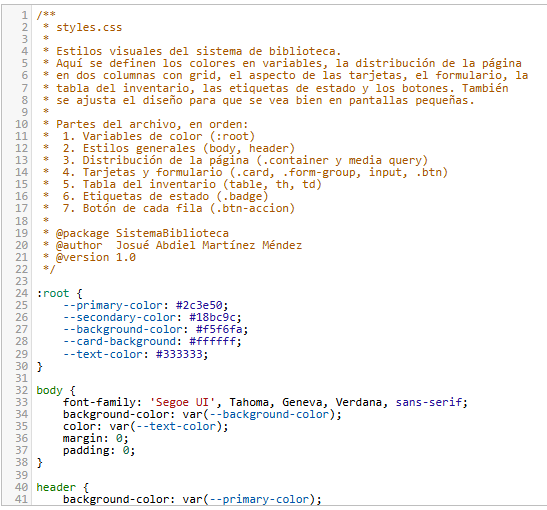 1 /**
2  * styles.css
3  *
4  * Estilos visuales del sistema de biblioteca.
5  * Aquí se definen los colores en variables, la distribución de la página
6  * en dos columnas con grid, el aspecto de las tarjetas, el formulario, la
7  * tabla del inventario, las etiquetas de estado y los botones. También
8  * se ajusta el diseño para que se vea bien en pantallas pequeñas.
9  *
10  * Partes del archivo, en orden:
11  *  1. Variables de color (:root)
12  *  2. Estilos generales (body, header)
13  *  3. Distribución de la página (.container y media query)
14  *  4. Tarjetas y formulario (.card, .form-group, input, .btn)
15  *  5. Tabla del inventario (table, th, td)
16  *  6. Etiquetas de estado (.badge)
17  *  7. Botón de cada fila (.btn-accion)
18  *
19  * @package SistemaBiblioteca
20  * @author  Josué Abdiel Martínez Méndez
21  * @version 1.0
22  */
23
24 :root {
25     --primary-color: #2c3e50;
26     --secondary-color: #18bc9c;
27     --background-color: #f5f6fa;
28     --card-background: #ffffff;
29     --text-color: #333333;
30 }
31
32 body {
33     font-family: 'Segoe UI', Tahoma, Geneva, Verdana, sans-serif;
34     background-color: var(--background-color);
35     color: var(--text-color);
36     margin: 0;
37     padding: 0;
38 }
39
40 header {
41     background-color: var(--primary-color);